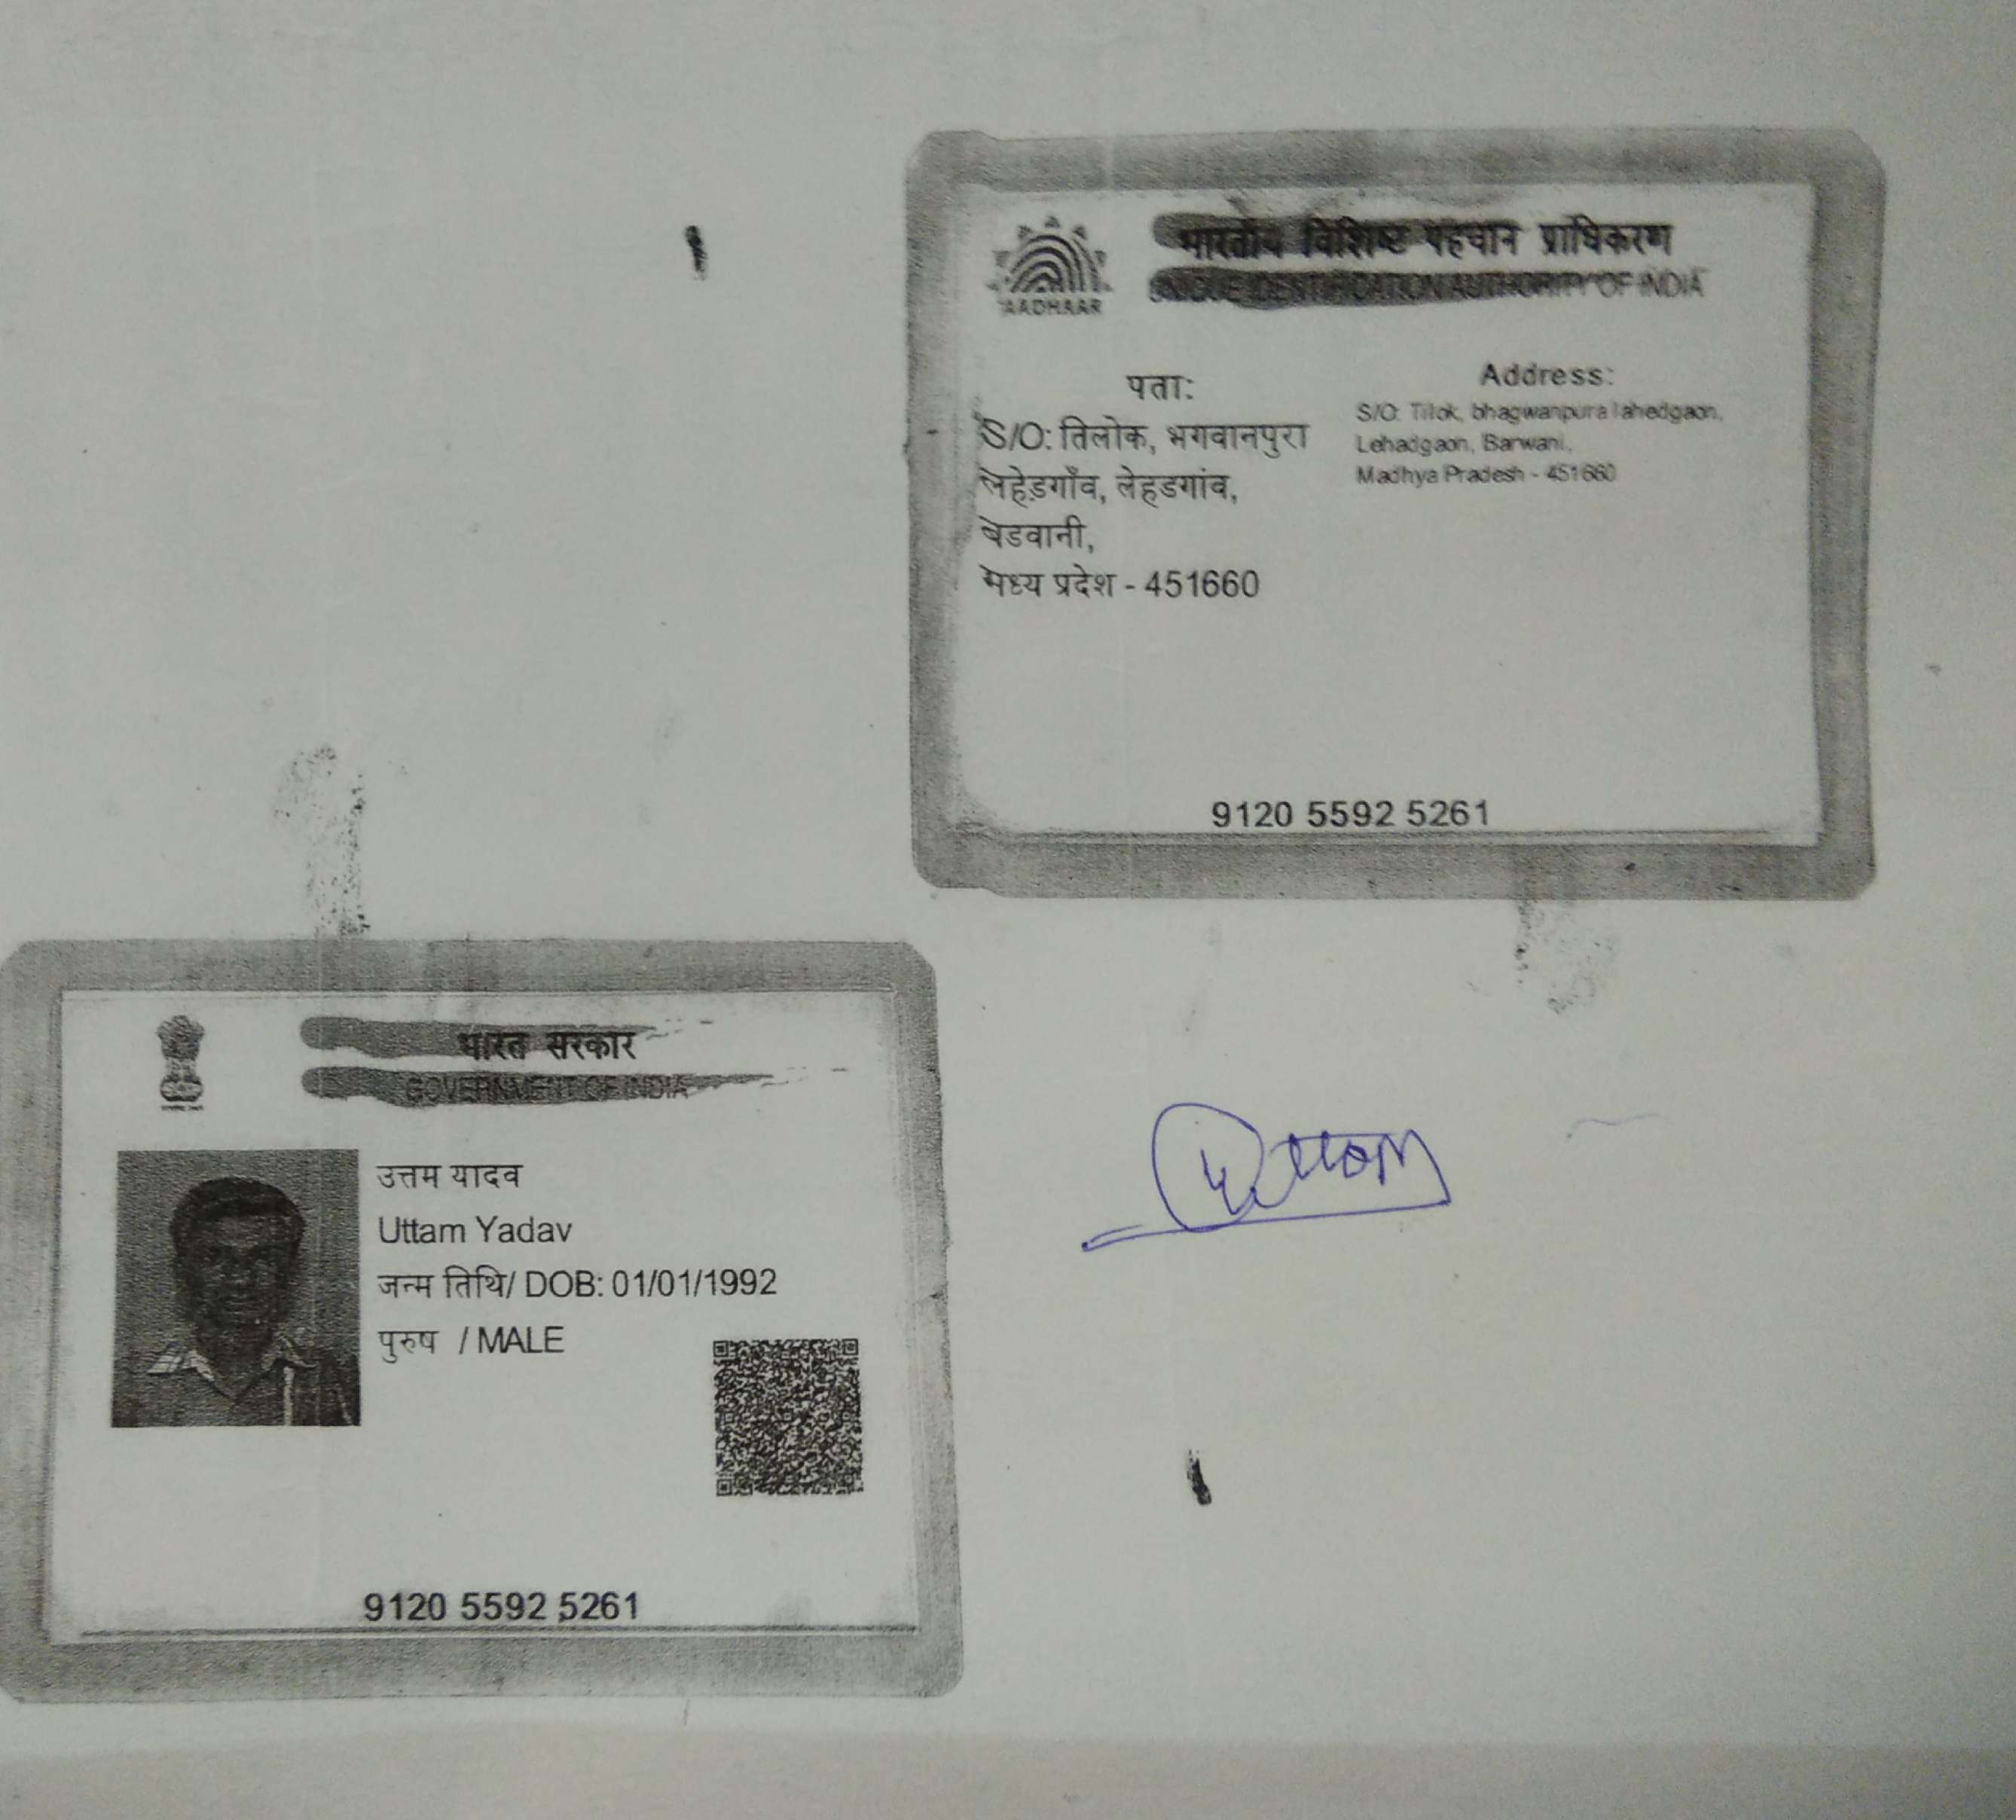 भारतीय विशिष्ट पहचान प्राधिकरण
UNIQUE IDENTIFICATION AUTHORITY OF INDIA
AADHAAR
पता:
S/O: तिलोक, भगवानपुरा
लहेड़गाँव, लेहडगांव,
बडवानी,
मध्य प्रदेश - 451660
Address:
S/O: Tilok, bhagwanpura lahedgaon,
Lehadgaon, Barwani,
Madhya Pradesh - 451660
9120 5592 5261
भारत सरकार
GOVERNMENT OF INDIA
उत्तम यादव
Uttam Yadav
जन्म तिथि/ DOB: 01/01/1992
पुरुष / MALE
9120 5592 5261